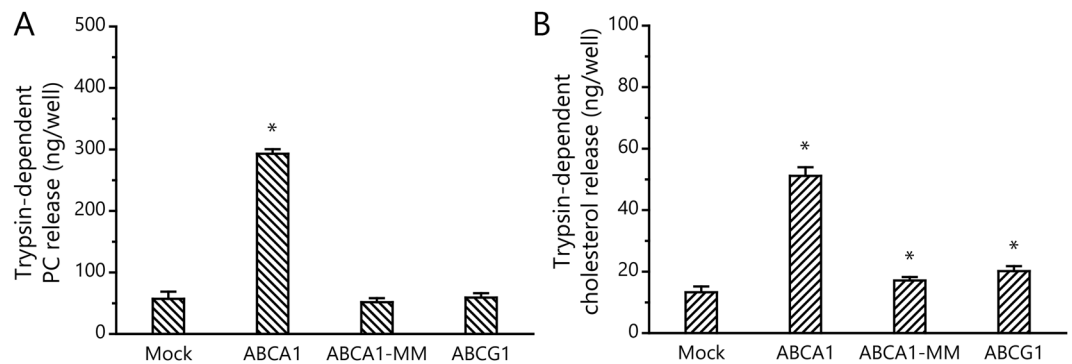 A
Trypsin-dependent
PC release (ng/well)
500
400
300
200
100
0
*
Mock
ABCA1
ABCA1-MM
ABCG1
B
Trypsin-dependent
cholesterol release (ng/well)
100
80
60
40
20
0
*
*
*
Mock
ABCA1
ABCA1-MM
ABCG1